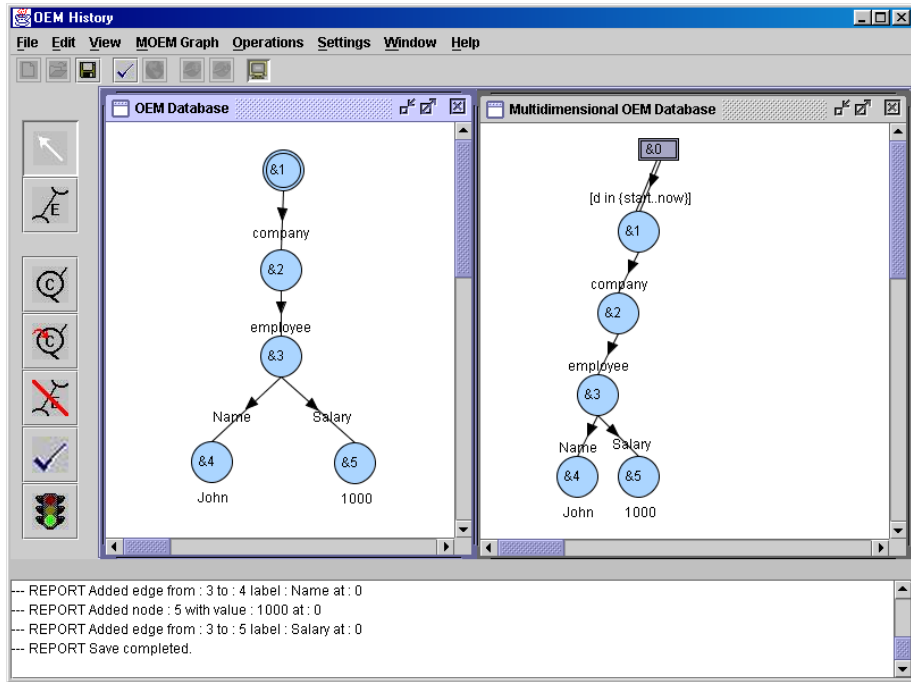 OEM History
File Edit View MOEM Graph Operations Settings Window Help
OEM Database
&1
company
&2
employee
&3
Name Salary
&4 &5
John 1000
Multidimensional OEM Database
&0
[d in {start..now}]
&1
company
&2
employee
&3
Name Salary
&4 &5
John 1000
E
C
C
E
--- REPORT Added edge from : 3 to : 4 label : Name at : 0
--- REPORT Added node : 5 with value : 1000 at : 0
--- REPORT Added edge from : 3 to : 5 label : Salary at : 0
--- REPORT Save completed.